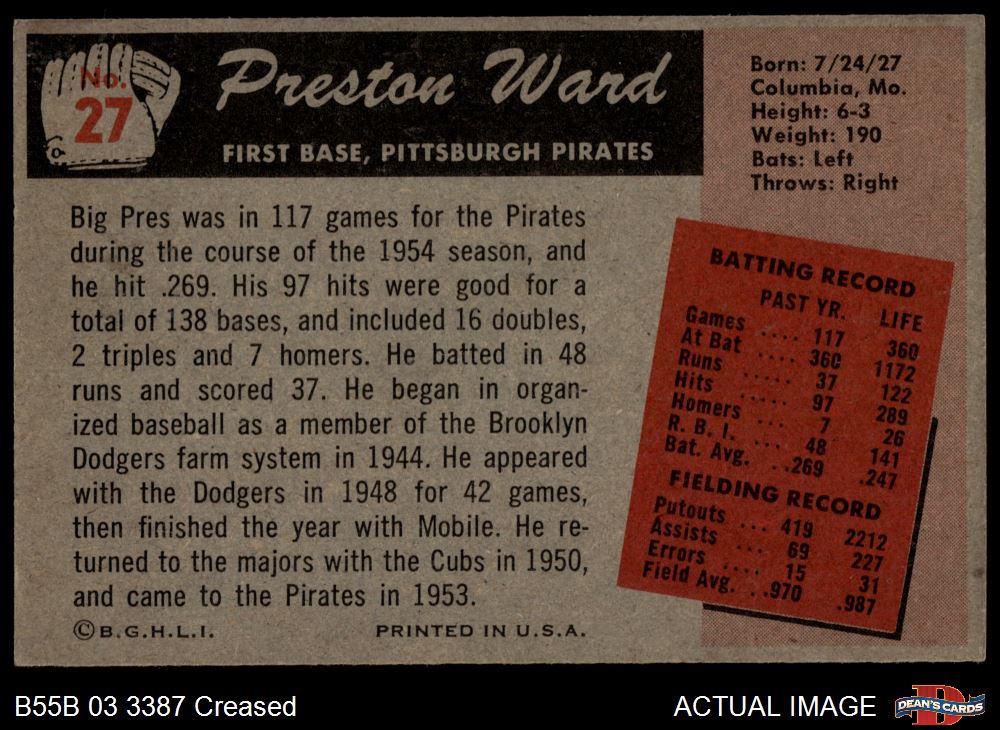 No.
27
Preston Ward
FIRST BASE, PITTSBURGH PIRATES
Born: 7/24/27
Columbia, Mo.
Height: 6-3
Weight: 190
Bats: Left
Throws: Right
Big Pres was in 117 games for the Pirates
during the course of the 1954 season, and
he hit .269. His 97 hits were good for a
total of 138 bases, and included 16 doubles,
2 triples and 7 homers. He batted in 48
runs and scored 37. He began in organ-
ized baseball as a member of the Brooklyn
Dodgers farm system in 1944. He appeared
with the Dodgers in 1948 for 42 games,
then finished the year with Mobile. He re-
turned to the majors with the Cubs in 1950,
and came to the Pirates in 1953.
©B.G.H.L.I. PRINTED IN U.S.A.
BATTING RECORD
PAST YR. LIFE
Games .... 117 360
At Bat .... 360 1172
Runs ..... 37 122
Hits ..... 97 289
Homers ... 7 26
R. B. I. ... 48 141
Bat. Avg. ..269 .247
FIELDING RECORD
Putouts ... 419 2212
Assists ... 69 227
Errors .... 15 31
Field Avg. ..970 .987
B55B 03 3387 Creased
ACTUAL IMAGE
D
DEAN'S CARDS